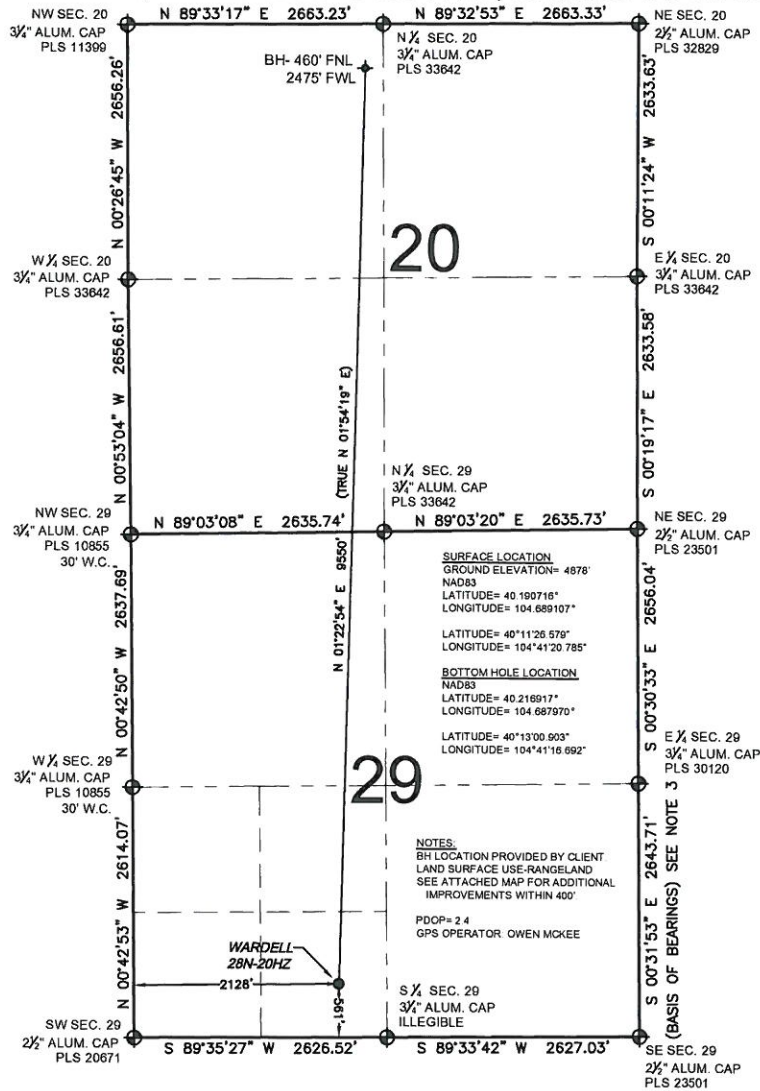 NW SEC. 20
3¼" ALUM. CAP
PLS 11399
N 89°33'17" E 2663.23'
N 89°32'53" E 2663.33'
NE SEC. 20
2½" ALUM. CAP
PLS 32829
N ¼ SEC. 20
3¼" ALUM. CAP
PLS 33642
BH- 460' FNL
2475' FWL
N 00°26'45" W 2656.26'
S 00°11'24" W 2633.63'
20
W ¼ SEC. 20
3¼" ALUM. CAP
PLS 33642
E ¼ SEC. 20
3¼" ALUM. CAP
PLS 33642
N 00°53'04" W 2656.61'
(TRUE N 01°54'19" E)
S 00°19'17" E 2633.58'
N ¼ SEC. 29
3¼" ALUM. CAP
PLS 33642
NW SEC. 29
3¼" ALUM. CAP
PLS 10855
30' W.C.
N 89°03'08" E 2635.74'
N 89°03'20" E 2635.73'
NE SEC. 29
2½" ALUM. CAP
PLS 23501
N 01°22'54" E 9550'
SURFACE LOCATION
GROUND ELEVATION= 4878'
NAD83
LATITUDE= 40.190716°
LONGITUDE= 104.689107°
LATITUDE= 40°11'26.579"
LONGITUDE= 104°41'20.785"
BOTTOM HOLE LOCATION
NAD83
LATITUDE= 40.216917°
LONGITUDE= 104.687970°
LATITUDE= 40°13'00.903"
LONGITUDE= 104°41'16.692"
N 00°42'50" W 2637.69'
S 00°30'33" E 2656.04'
29
W ¼ SEC. 29
3¼" ALUM. CAP
PLS 10855
30' W.C.
E ¼ SEC. 29
3¼" ALUM. CAP
PLS 30120
NOTES:
BH LOCATION PROVIDED BY CLIENT
LAND SURFACE USE-RANGELAND
SEE ATTACHED MAP FOR ADDITIONAL
IMPROVEMENTS WITHIN 400'
PDOP= 2.4
GPS OPERATOR OWEN MCKEE
N 00°42'53" W 2614.07'
S 00°31'53" E 2643.71'
(BASIS OF BEARINGS) SEE NOTE 3
WARDELL
28N-20HZ
2128'
561'
S ¼ SEC. 29
3¼" ALUM. CAP
ILLEGIBLE
SW SEC. 29
2½" ALUM. CAP
PLS 20671
S 89°35'27" W 2626.52'
S 89°33'42" W 2627.03'
SE SEC. 29
2½" ALUM. CAP
PLS 23501